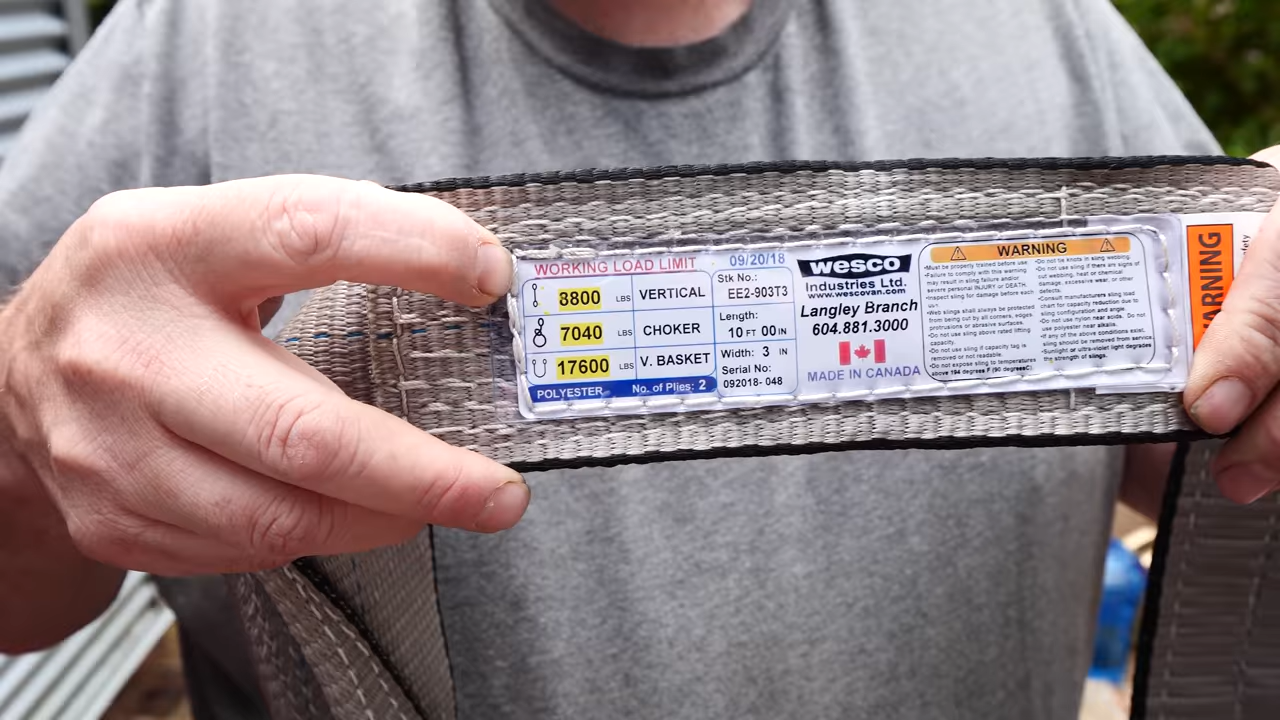 WORKING LOAD LIMIT 09/20/18
8800 LBS VERTICAL
7040 LBS CHOKER
17600 LBS V. BASKET
POLYESTER No. of Plies: 2
Stk No.:
EE2-903T3
Length:
10 FT 00 IN
Width: 3 IN
Serial No:
092018- 048
wesco
Industries Ltd.
www.wescovan.com
Langley Branch
604.881.3000
MADE IN CANADA
WARNING
•Must be properly trained before use
•Failure to comply with this warning
may result in sling failure and/or
severe personal INJURY or DEATH.
•Inspect sling for damage before each
•Web slings shall always be protected
from being cut by all corners, edges,
protrusions or abrasive surfaces.
•Do not use sling above rated lifting
capacity.
•Do not use sling if capacity tag is
removed or not readable.
•Do not exceed sling to temperatures
above 194 degrees F (90 degreesC).
•Do not tie knots in sling webbing.
•Do not use sling if there are signs of
cut webbing, heat or chemical
damage, excessive wear, or other
defects.
•Consult manufacturers sling load
chart for capacity reduction due to
sling configuration and angle.
•Do not use nylon near acids. Do not
use polyester near alkalis.
•If any of the above conditions exist,
sling should be removed from service.
•Sunlight or ultra-violet light degrades
the strength of slings.
ARNING
fety